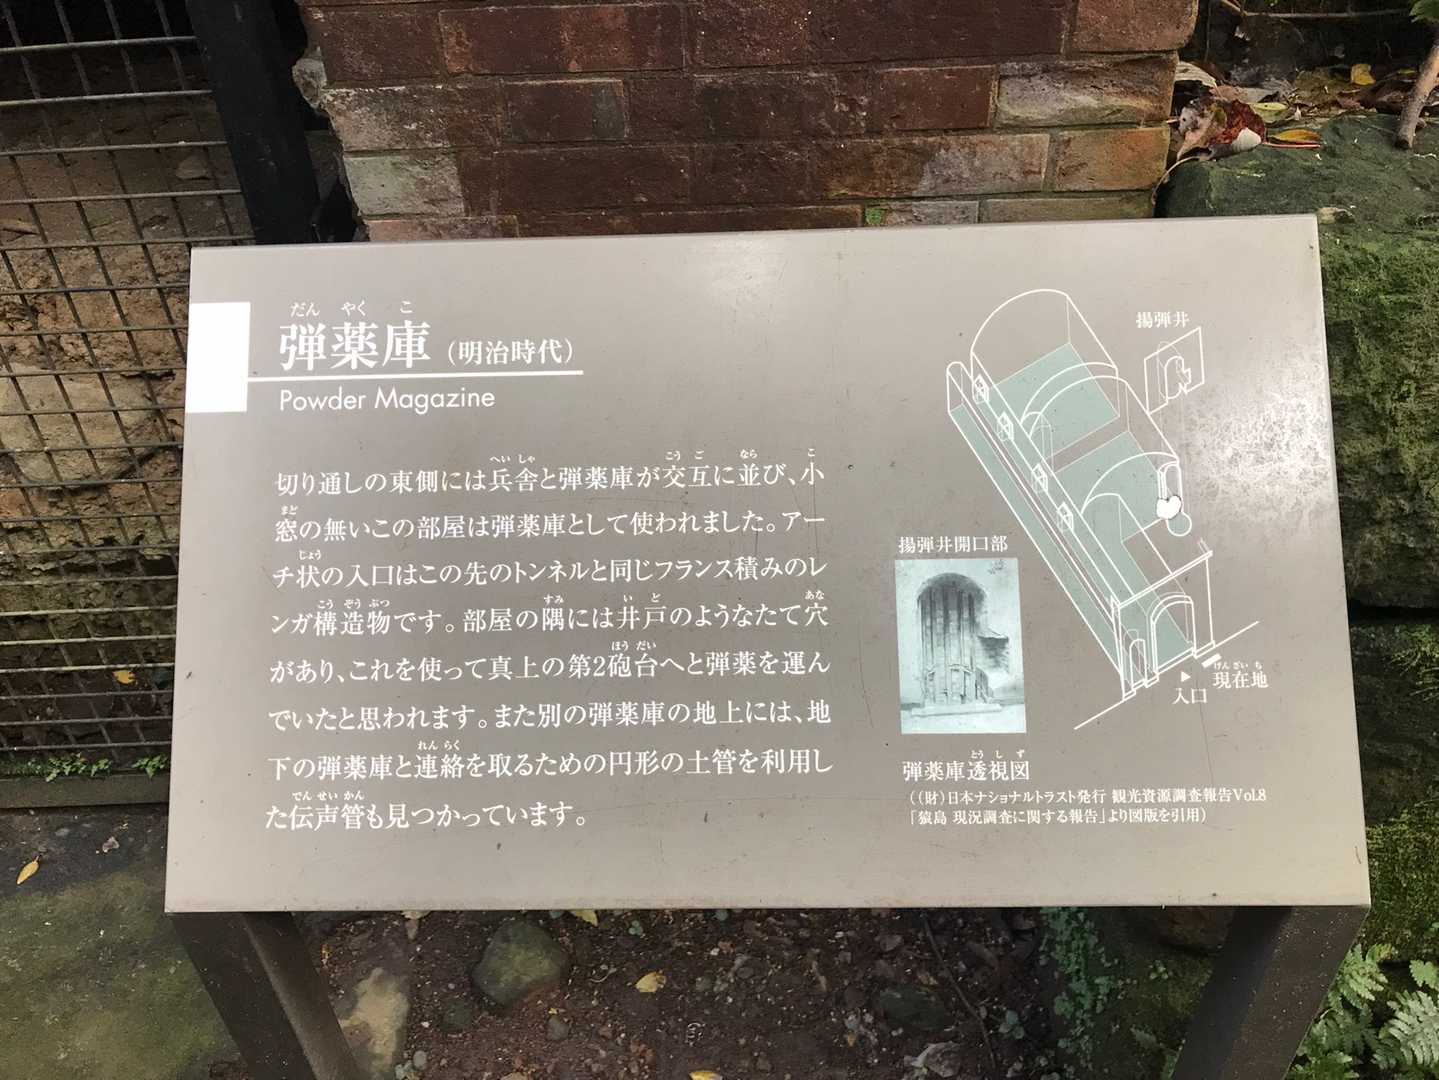 だん やく こ
弾薬庫（明治時代）
Powder Magazine
へい しゃ こう ご なら こ
切り通しの東側には兵舎と弾薬庫が交互に並び、小
まど
窓の無いこの部屋は弾薬庫として使われました。アー
じょう
チ状の入口はこの先のトンネルと同じフランス積みのレ
こう ぞう ぶつ すみ い ど あな
ンガ構造物です。部屋の隅には井戸のようなたて穴
ほう だい
があり、これを使って真上の第2砲台へと弾薬を運ん
でいたと思われます。また別の弾薬庫の地上には、地
れん らく
下の弾薬庫と連絡を取るための円形の土管を利用し
でん せい かん
た伝声管も見つかっています。
揚弾井
揚弾井開口部
げん ざい ち
現在地
入口
とう し ず
弾薬庫透視図
（（財）日本ナショナルトラスト発行 観光資源調査報告Vol.8
「猿島 現況調査に関する報告」より図版を引用）